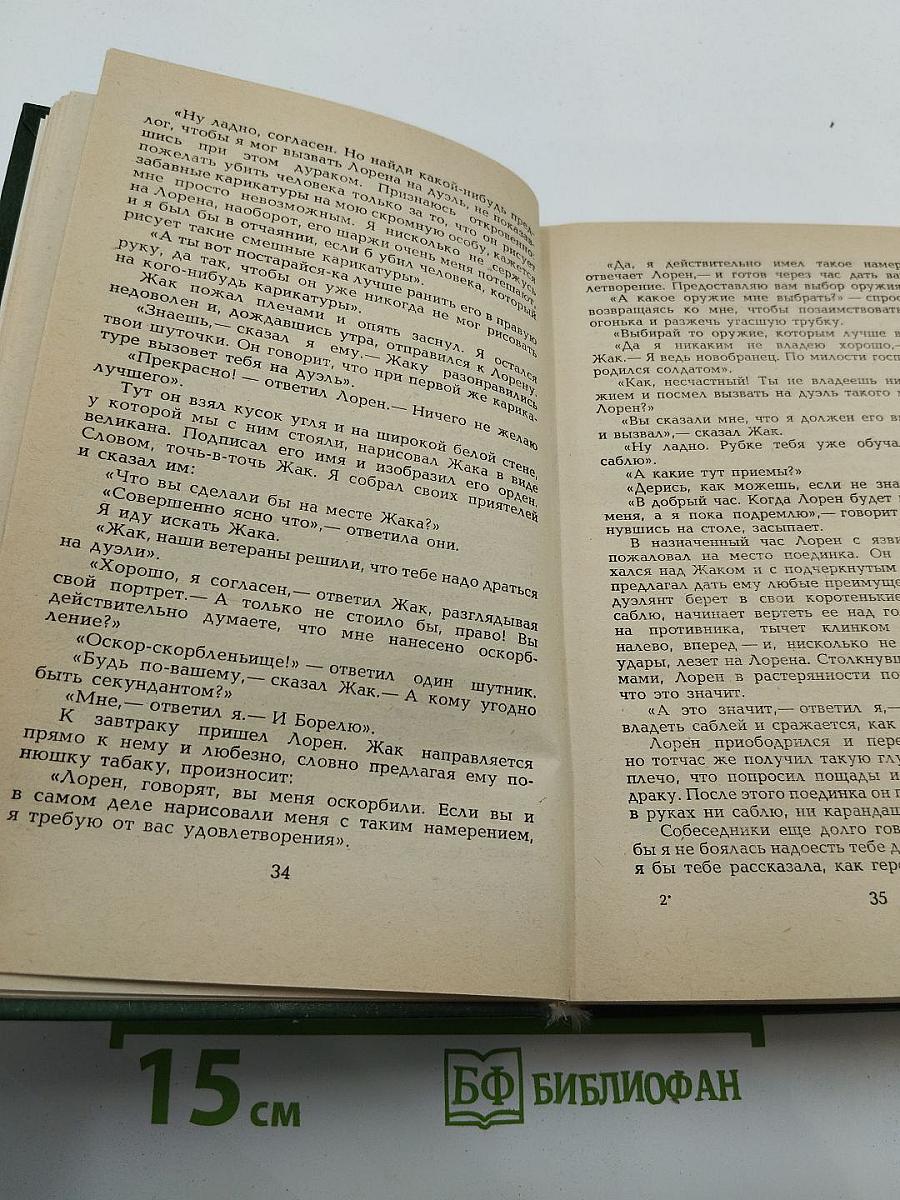 «Ну ладно, согласен. Но найди какой-нибудь пред-
лог, чтобы я мог вызвать Лорена на дуэль, не показав-
шись при этом дураком. Признаюсь откровенно:
пожелать убить человека только за то, что он рисует
забавные карикатуры на мою скромную особу, кажется
мне просто невозможным. Я нисколько не сержусь
на Лорена, наоборот, его шаржи очень меня потешают,
и я был бы в отчаянии, если б убил человека, который
рисует такие смешные карикатуры».
«А ты вот постарайся-ка лучше ранить его в правую
руку, да так, чтобы он уже никогда не мог рисовать
на кого-нибудь карикатуры».
Жак пожал плечами и опять заснул. Я остался
недоволен и, дождавшись утра, отправился к Лорену.
«Знаешь,— сказал я ему.— Жаку разонравились
твои шуточки. Он говорит, что при первой же карика-
туре вызовет тебя на дуэль».
«Прекрасно! — ответил Лорен.— Ничего не желаю
лучшего».
Тут он взял кусок угля и на широкой белой стене,
у которой мы с ним стояли, нарисовал Жака в виде
великана. Подписал его имя и изобразил его орден.
Словом, точь-в-точь Жак. Я собрал своих приятелей
и сказал им:
«Что вы сделали бы на месте Жака?»
«Совершенно ясно что»,— ответила они.
Я иду искать Жака.
«Жак, наши ветераны решили, что тебе надо драться
на дуэли».
«Хорошо, я согласен,— ответил Жак, разглядывая
свой портрет.— А только не стоило бы, право! Вы
действительно думаете, что мне нанесено оскорб-
ление?»
«Оскор-скорбленьище!» — ответил один шутник.
«Будь по-вашему,— сказал Жак.— А кому угодно
быть секундантом?»
«Мне,— ответил я.— И Борелю».
К завтраку пришел Лорен. Жак направляется
прямо к нему и любезно, словно предлагая ему по-
нюшку табаку, произносит:
«Лорен, говорят, вы меня оскорбили. Если вы и
в самом деле нарисовали меня с таким намерением,
я требую от вас удовлетворения».
34
«Да, я действительно имел такое намер
отвечает Лорен,— и готов через час дать ва
летворение. Предоставляю вам выбор оружия
«А какое оружие мне выбрать?» — спрос
возвращаясь ко мне, чтобы позаимствовать
огонька и разжечь угасшую трубку.
«Выбирай то оружие, которым лучше в
«Да я никаким не владею хорошо,—
Жак.— Я ведь новобранец. По милости госп
родился солдатом».
«Как, несчастный! Ты не владеешь ни
жием и посмел вызвать на дуэль такого м
Лорен?»
«Вы сказали мне, что я должен его вы
и вызвал»,— сказал Жак.
«Ну ладно. Рубке тебя уже обуча
саблю».
«А какие тут приемы?»
«Дерись, как можешь, если не зна
«В добрый час. Когда Лорен будет
меня, а я пока подремлю»,— говорит
нувшись на столе, засыпает.
В назначенный час Лорен с язви
пожаловал на место поединка. Он
хался над Жаком и с подчеркнутым
предлагал дать ему любые преимуще
дуэлянт берет в свои коротенькие
саблю, начинает вертеть ее над го
на противника, тычет клинком
налево, вперед — и, нисколько не
удары, лезет на Лорена. Столкнувш
мами, Лорен в растерянности по
что это значит.
«А это значит,— ответил я,—
владеть саблей и сражается, как
Лорен приободрился и пере
но тотчас же получил такую глу
плечо, что попросил пощады и
драку. После этого поединка он п
в руках ни саблю, ни карандаш
Собеседники еще долго гов
бы я не боялась надоесть тебе д
я бы тебе рассказала, как геро
2*
35
15 см
БФ БИБЛИОФАН